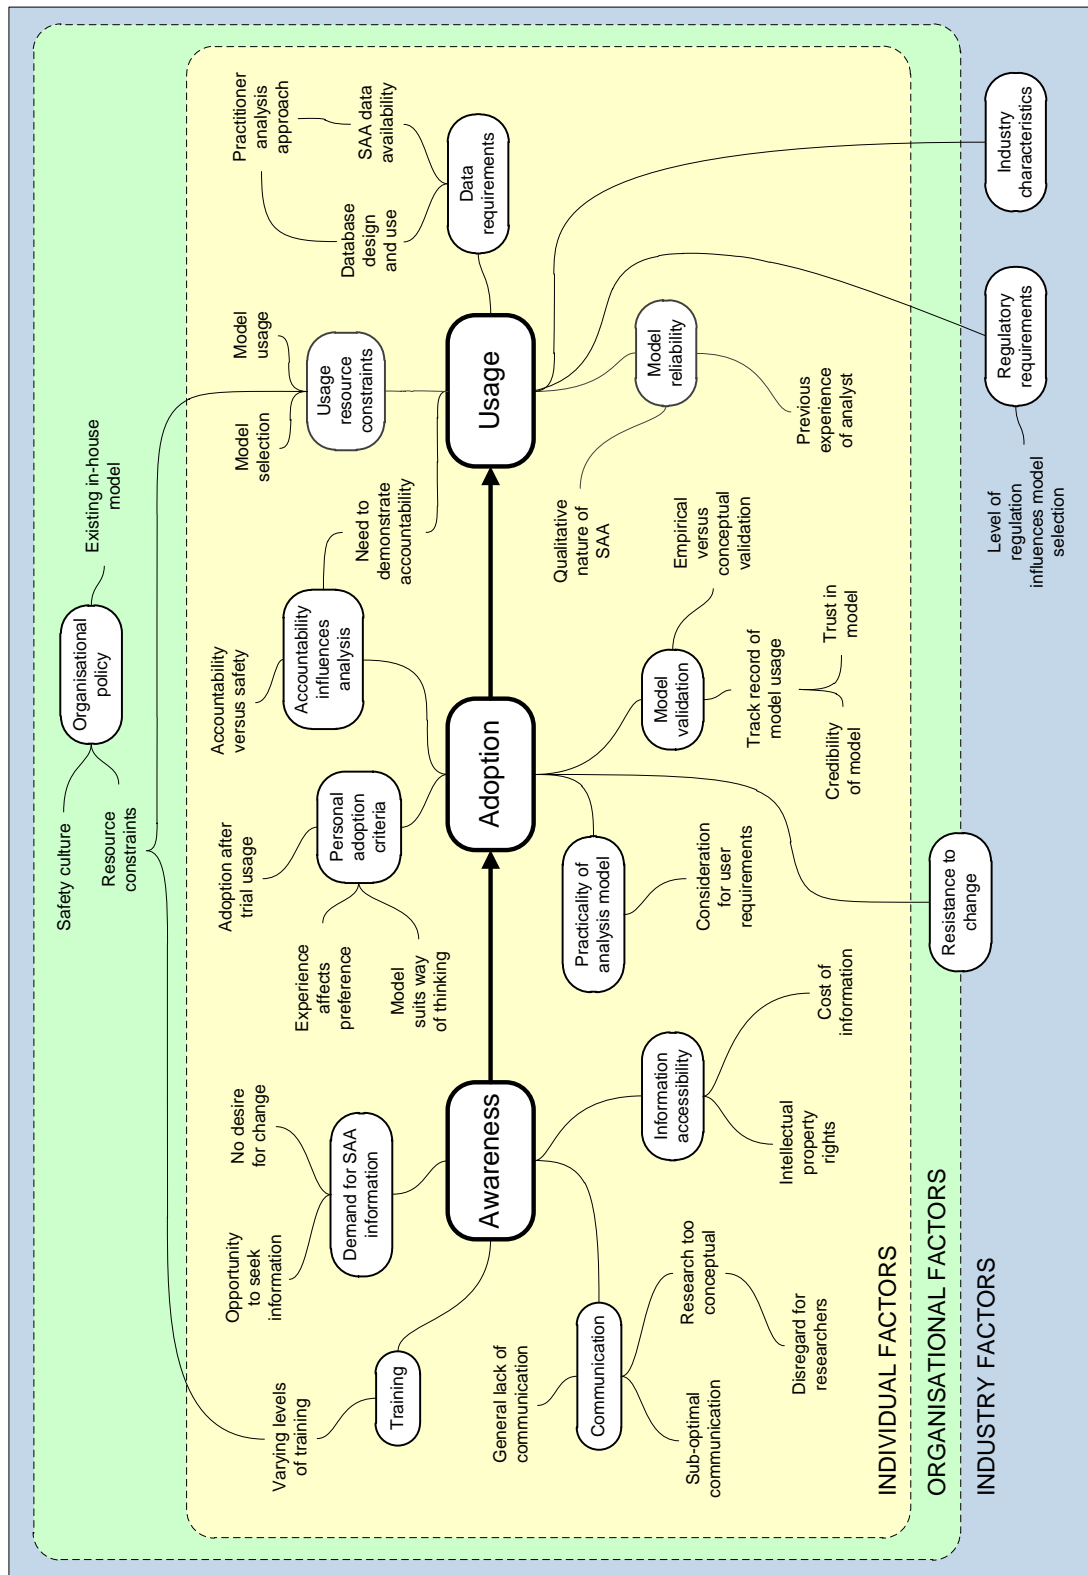 Safety culture
Resource
constraints
Organisational
policy
Existing in-house
model
Varying levels
of training
Training
Opportunity
to seek
information
No desire
for change
Demand for SAA
information
Adoption after
trial usage
Experience
affects
preference
Model
suits way
of thinking
Personal
adoption
criteria
Accountability
versus safety
Accountability
influences
analysis
Need to
demonstrate
accountability
Model
selection
Model
usage
Usage
resource
constraints
Practitioner
analysis
approach
Database
design
and use
SAA data
availability
Data
requirements
Awareness
Adoption
Usage
General lack of
communication
Communication
Sub-optimal
communication
Research too
conceptual
Disregard for
researchers
Information
accessibility
Intellectual
property
rights
Cost of
information
Practicality of
analysis model
Consideration
for user
requirements
Model
validation
Empirical
versus
conceptual
validation
Track record of
model usage
Credibility
of model
Trust in
model
Qualitative
nature of
SAA
Model
reliability
Previous
experience
of analyst
INDIVIDUAL FACTORS
ORGANISATIONAL FACTORS
Resistance to
change
INDUSTRY FACTORS
Level of
regulation
influences model
selection
Regulatory
requirements
Industry
characteristics